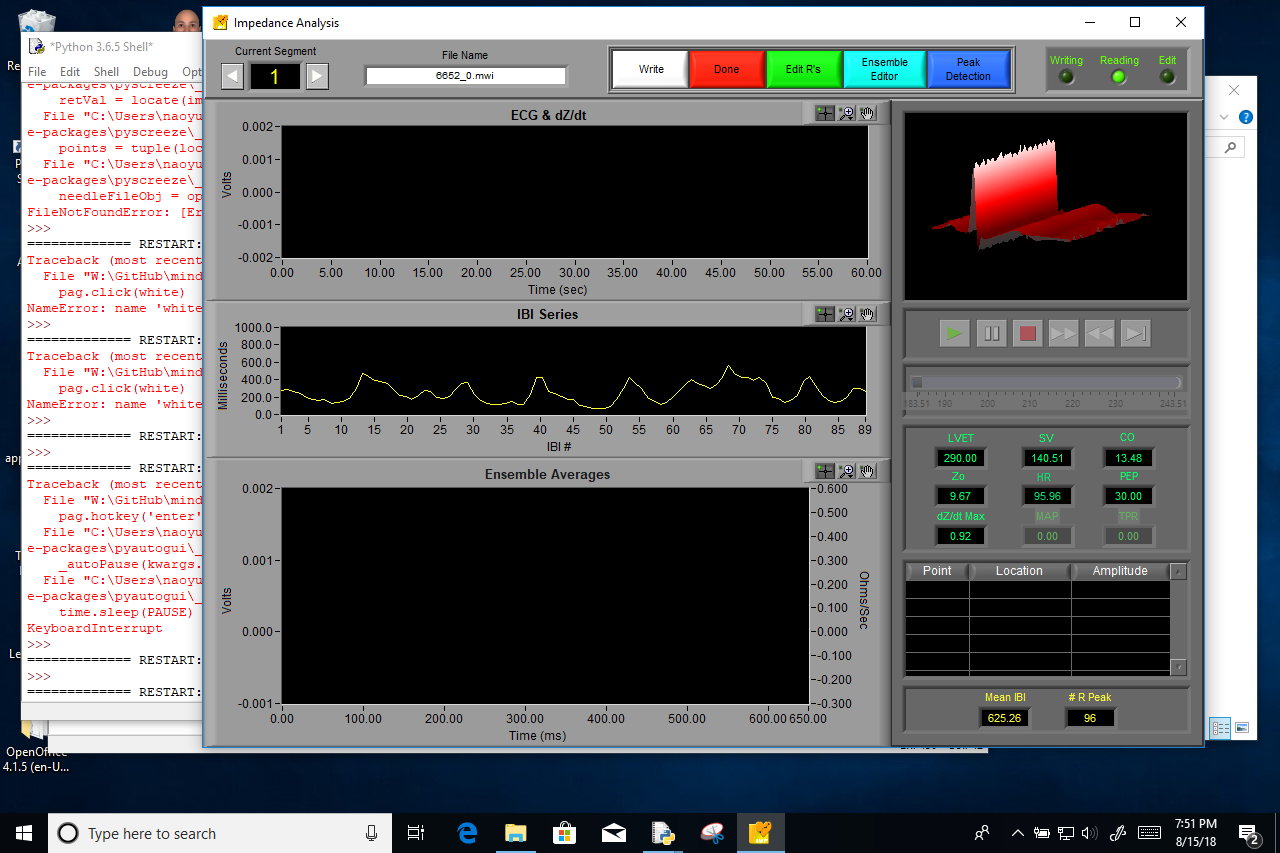 Impedance Analysis
*Python 3.6.5 Shell*
File Edit Shell Debug Opt
e-packages\pyscreeze\_
retVal = locate(im
File "C:\Users\naoyu
e-packages\pyscreeze\_
points = tuple(loc
File "C:\Users\naoyu
e-packages\pyscreeze\_
needleFileObj = op
FileNotFoundError: [Er
>>>
============= RESTART:
Traceback (most recent
File "W:\GitHub\mind
pag.click(white)
NameError: name 'white
>>>
============= RESTART:
Traceback (most recent
File "W:\GitHub\mind
pag.click(white)
NameError: name 'white
>>>
============= RESTART:
>>>
============= RESTART:
Traceback (most recent
File "W:\GitHub\mind
pag.hotkey('enter'
File "C:\Users\naoyu
e-packages\pyautogui\_
_autoPause(kwargs.
File "C:\Users\naoyu
e-packages\pyautogui\_
time.sleep(PAUSE)
KeyboardInterrupt
>>>
============= RESTART:
>>>
============= RESTART:
Current Segment
1
File Name
6652_0.mwi
Write Done Edit R's Ensemble Editor Peak Detection
Writing Reading Edit
ECG & dZ/dt
Volts
0.002
0.001
0.000
-0.001
-0.002
0.00 5.00 10.00 15.00 20.00 25.00 30.00 35.00 40.00 45.00 50.00 55.00 60.00
Time (sec)
IBI Series
Milliseconds
1000.0
800.0
600.0
400.0
200.0
0.0
1 5 10 15 20 25 30 35 40 45 50 55 60 65 70 75 80 85 89
IBI #
Ensemble Averages
Volts
0.002
0.001
0.000
-0.001
0.600
0.500
0.400
0.300
0.200
0.100
0.000
-0.100
-0.200
-0.300
Ohms/Sec
0.00 100.00 200.00 300.00 400.00 500.00 600.00 650.00
Time (ms)
183.51 190 200 210 220 230 243.51
LVET SV CO
290.00 140.51 13.48
Zo HR PEP
9.67 95.96 30.00
dZ/dt Max MAP TPR
0.92 0.00 0.00
Point Location Amplitude
Mean IBI # R Peak
625.26 96
OpenOffice
4.1.5 (en-U...
Type here to search
7:51 PM
8/15/18
2